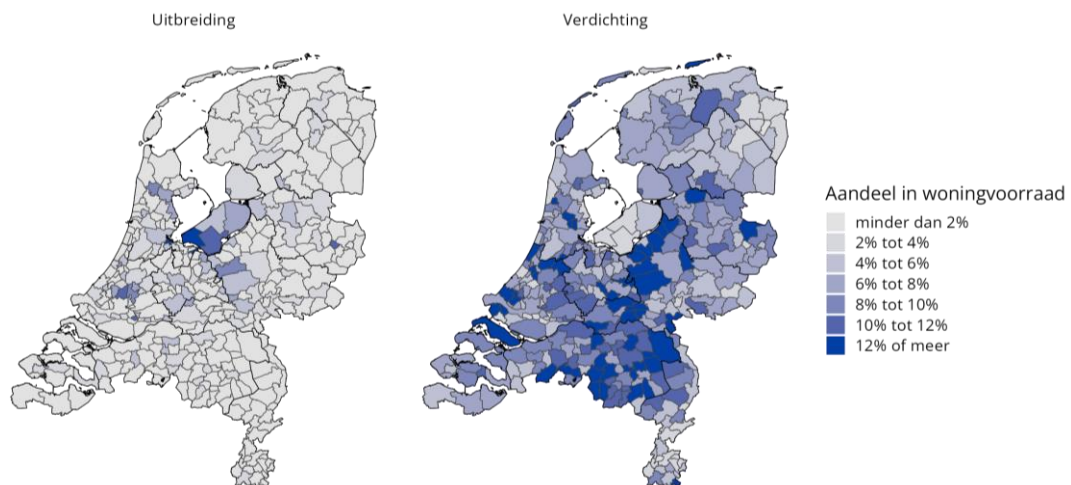 Uitbreiding
Verdichting
Aandeel in woningvoorraad
minder dan 2%
2% tot 4%
4% tot 6%
6% tot 8%
8% tot 10%
10% tot 12%
12% of meer